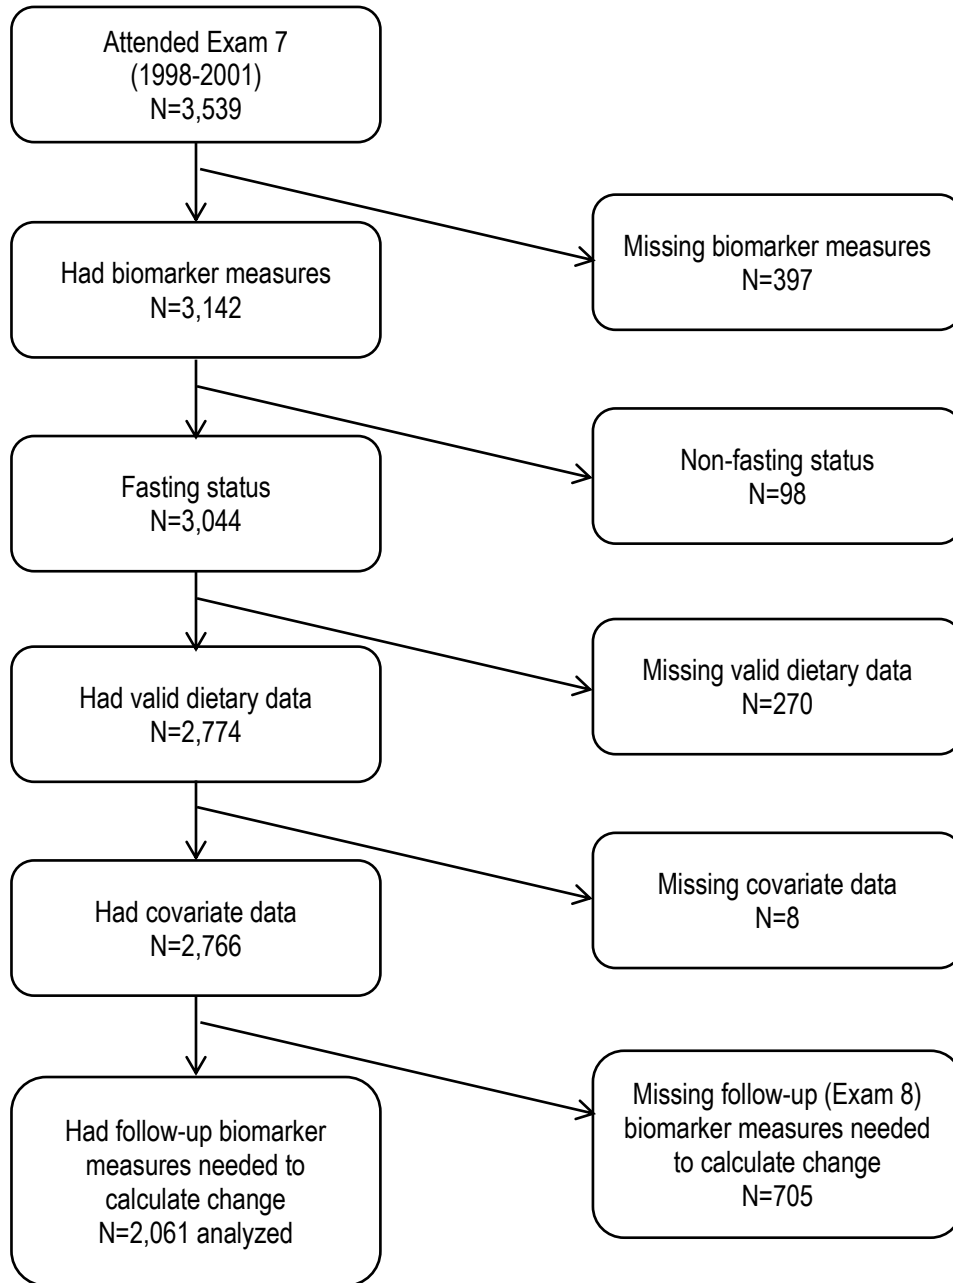 Attended Exam 7
(1998-2001)
N=3,539
Missing biomarker measures
N=397
Had biomarker measures
N=3,142
Non-fasting status
N=98
Fasting status
N=3,044
Missing valid dietary data
N=270
Had valid dietary data
N=2,774
Missing covariate data
N=8
Had covariate data
N=2,766
Missing follow-up (Exam 8)
biomarker measures needed
to calculate change
N=705
Had follow-up biomarker
measures needed to
calculate change
N=2,061 analyzed